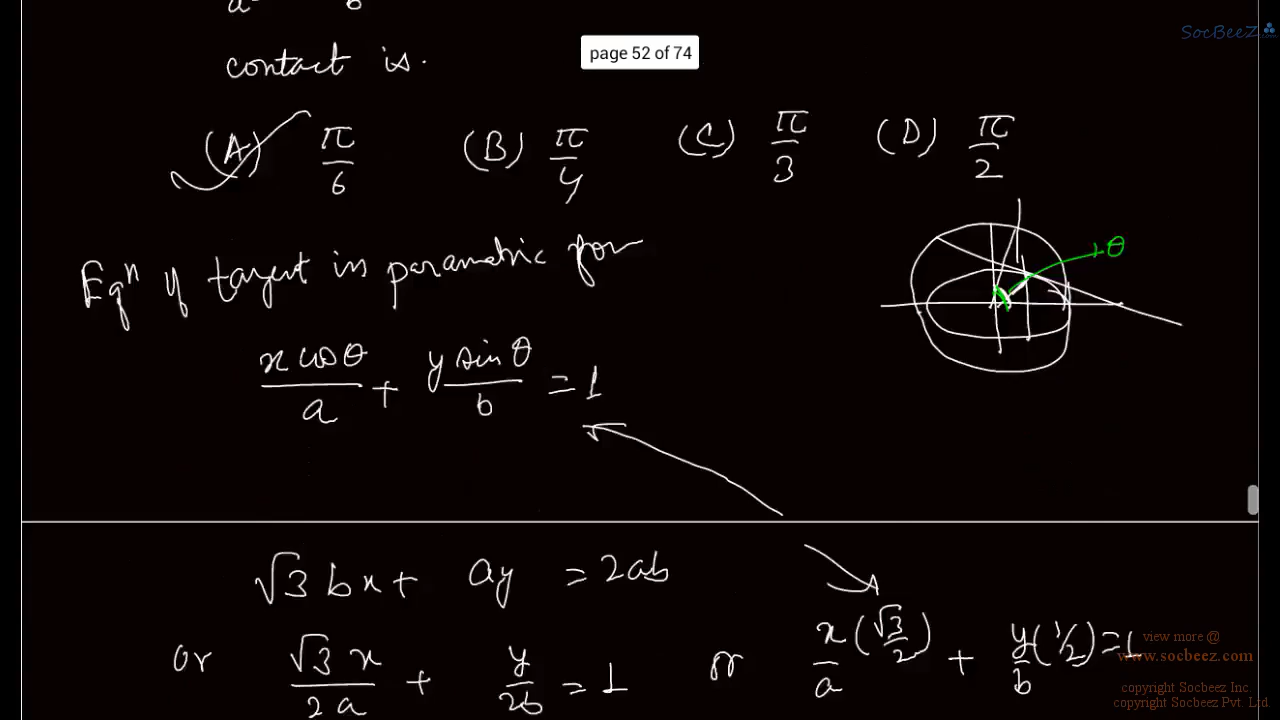 a b
SocBeeZ.com
contact is.
page 52 of 74
(A) π/6 (B) π/4 (C) π/3 (D) π/2
θ
Eqⁿ of tangent in parametric for
x cosθ/a + y sinθ/b = 1
√3 bx + ay = 2ab
or √3 x/2a + y/2b = 1 or x/a (√3/2) + y/b (1/2) = 1
view more @
www.socbeez.com
copyright Socbeez Inc.
copyright Socbeez Pvt. Ltd